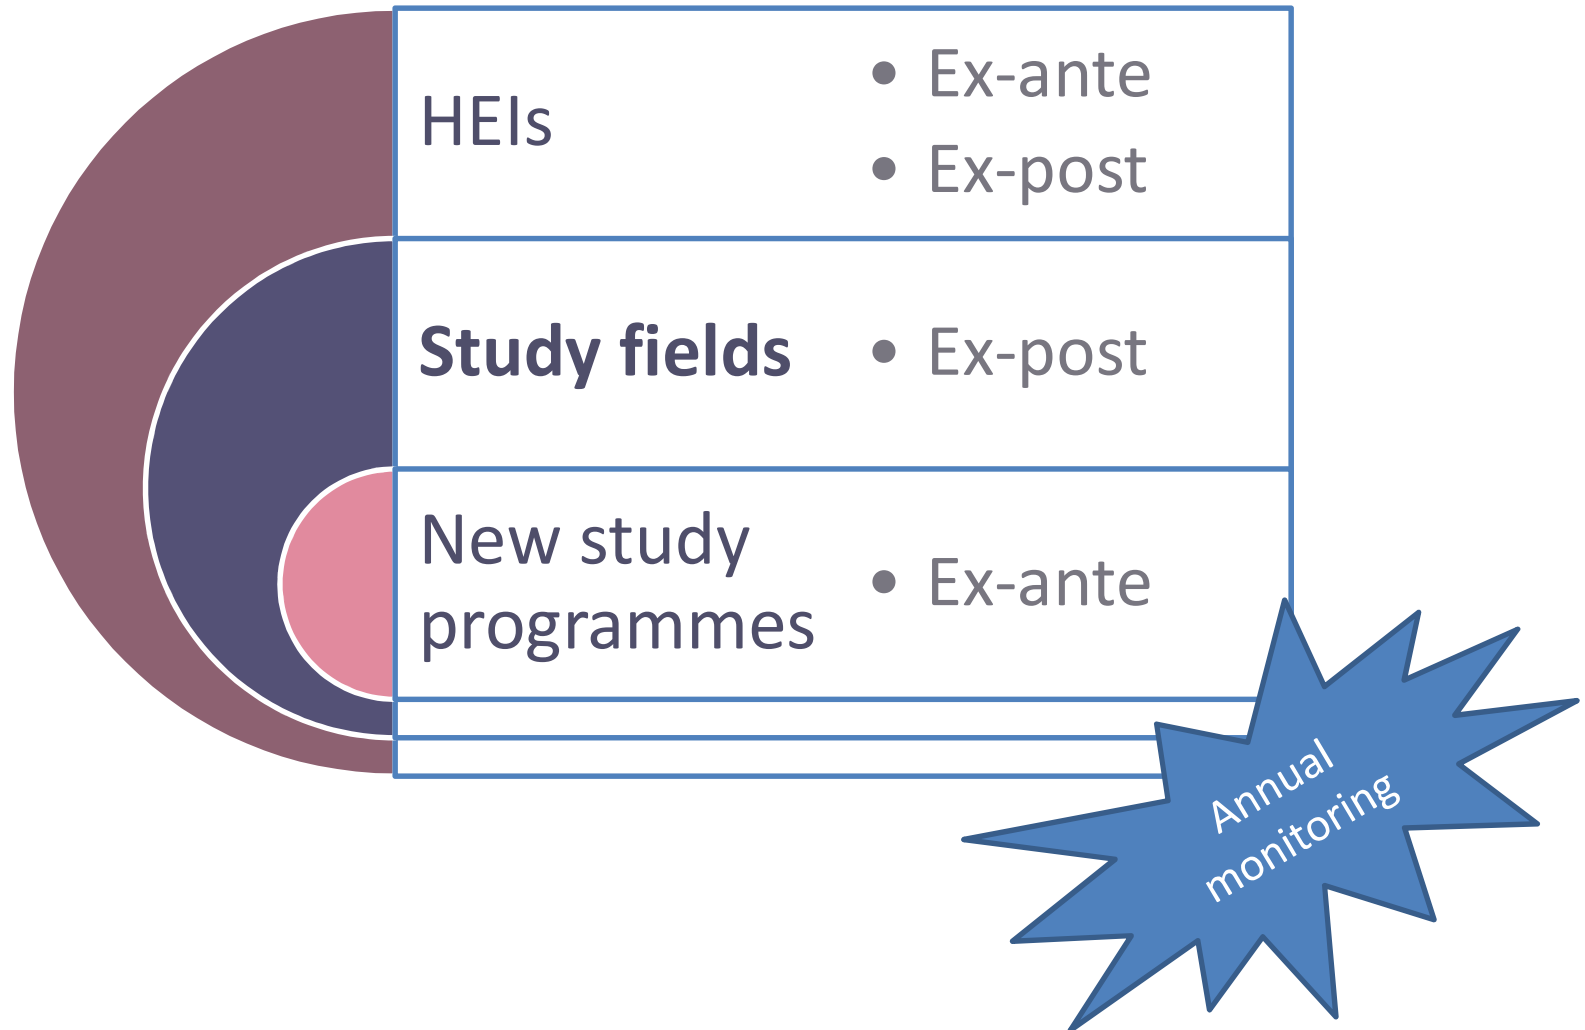 HEIs
• Ex-ante
• Ex-post
Study fields
• Ex-post
New study
programmes
• Ex-ante
Annual
monitoring